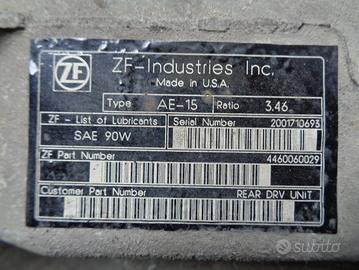 ZF
ZF-Industries Inc.
Made in U.S.A.
Type AE-15 Ratio 3.46
ZF - List of Lubricants Serial Number 2001710693
SAE 90W
ZF Part Number 4460060029
Customer Part Number REAR DRV UNIT
subito